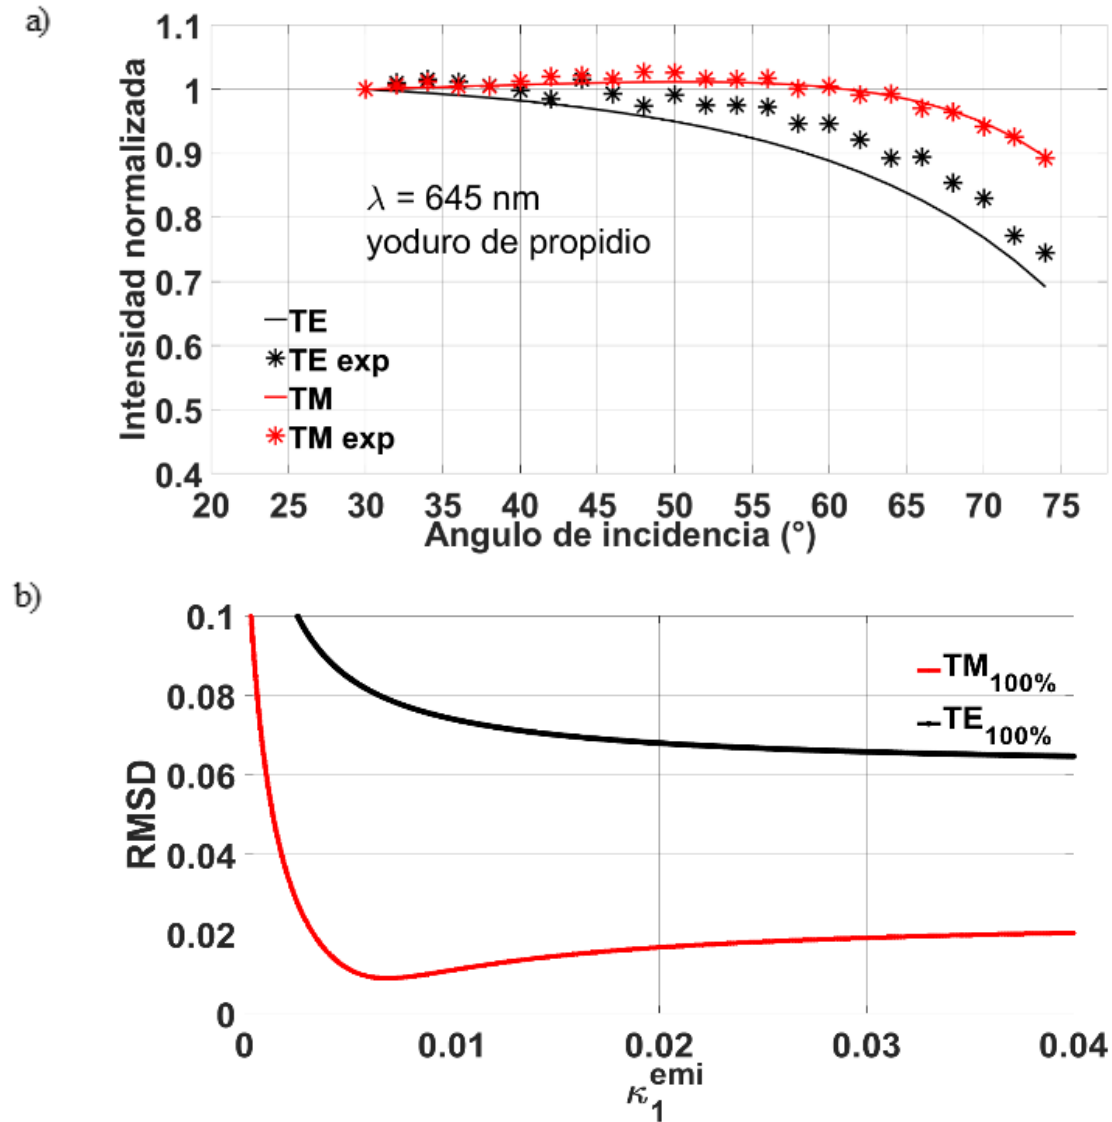 a)
1.1
1
0.9
0.8
0.7
0.6
0.5
0.4
Intensidad normalizada
λ = 645 nm
yoduro de propidio
TE
TE exp
TM
TM exp
20 25 30 35 40 45 50 55 60 65 70 75
Angulo de incidencia (°)
b)
0.1
0.08
0.06
0.04
0.02
0
RMSD
TM100%
TE100%
0 0.01 0.02 0.03 0.04
κ1emi